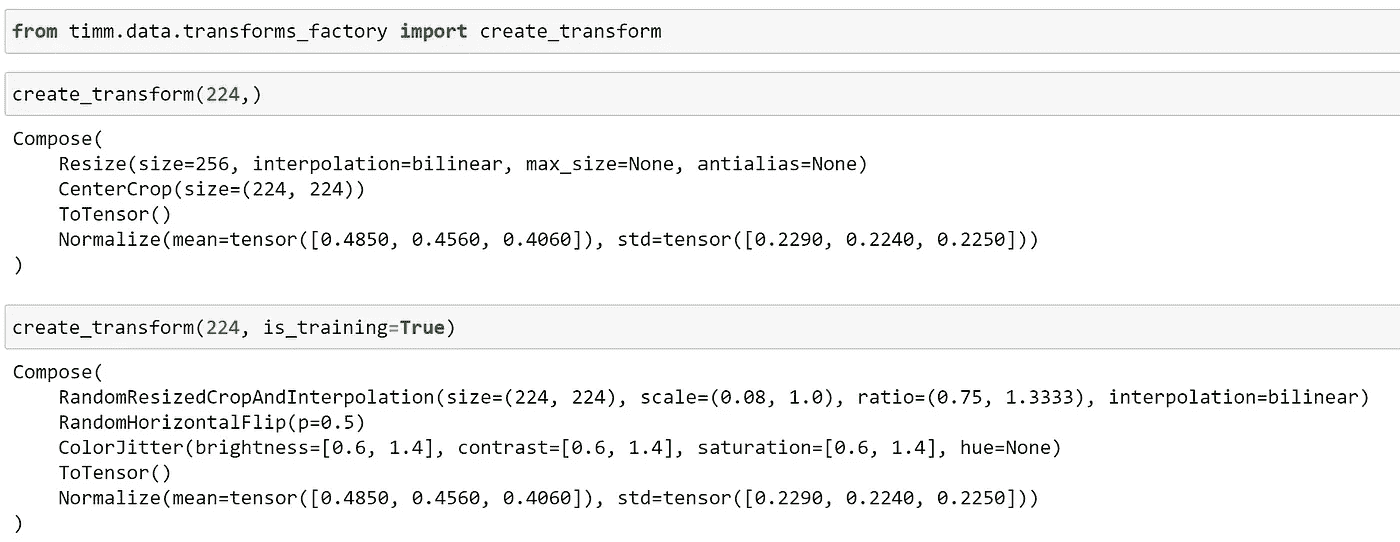 from timm.data.transforms_factory import create_transform
create_transform(224,)
Compose(
    Resize(size=256, interpolation=bilinear, max_size=None, antialias=None)
    CenterCrop(size=(224, 224))
    ToTensor()
    Normalize(mean=tensor([0.4850, 0.4560, 0.4060]), std=tensor([0.2290, 0.2240, 0.2250]))
)
create_transform(224, is_training=True)
Compose(
    RandomResizedCropAndInterpolation(size=(224, 224), scale=(0.08, 1.0), ratio=(0.75, 1.3333), interpolation=bilinear)
    RandomHorizontalFlip(p=0.5)
    ColorJitter(brightness=[0.6, 1.4], contrast=[0.6, 1.4], saturation=[0.6, 1.4], hue=None)
    ToTensor()
    Normalize(mean=tensor([0.4850, 0.4560, 0.4060]), std=tensor([0.2290, 0.2240, 0.2250]))
)